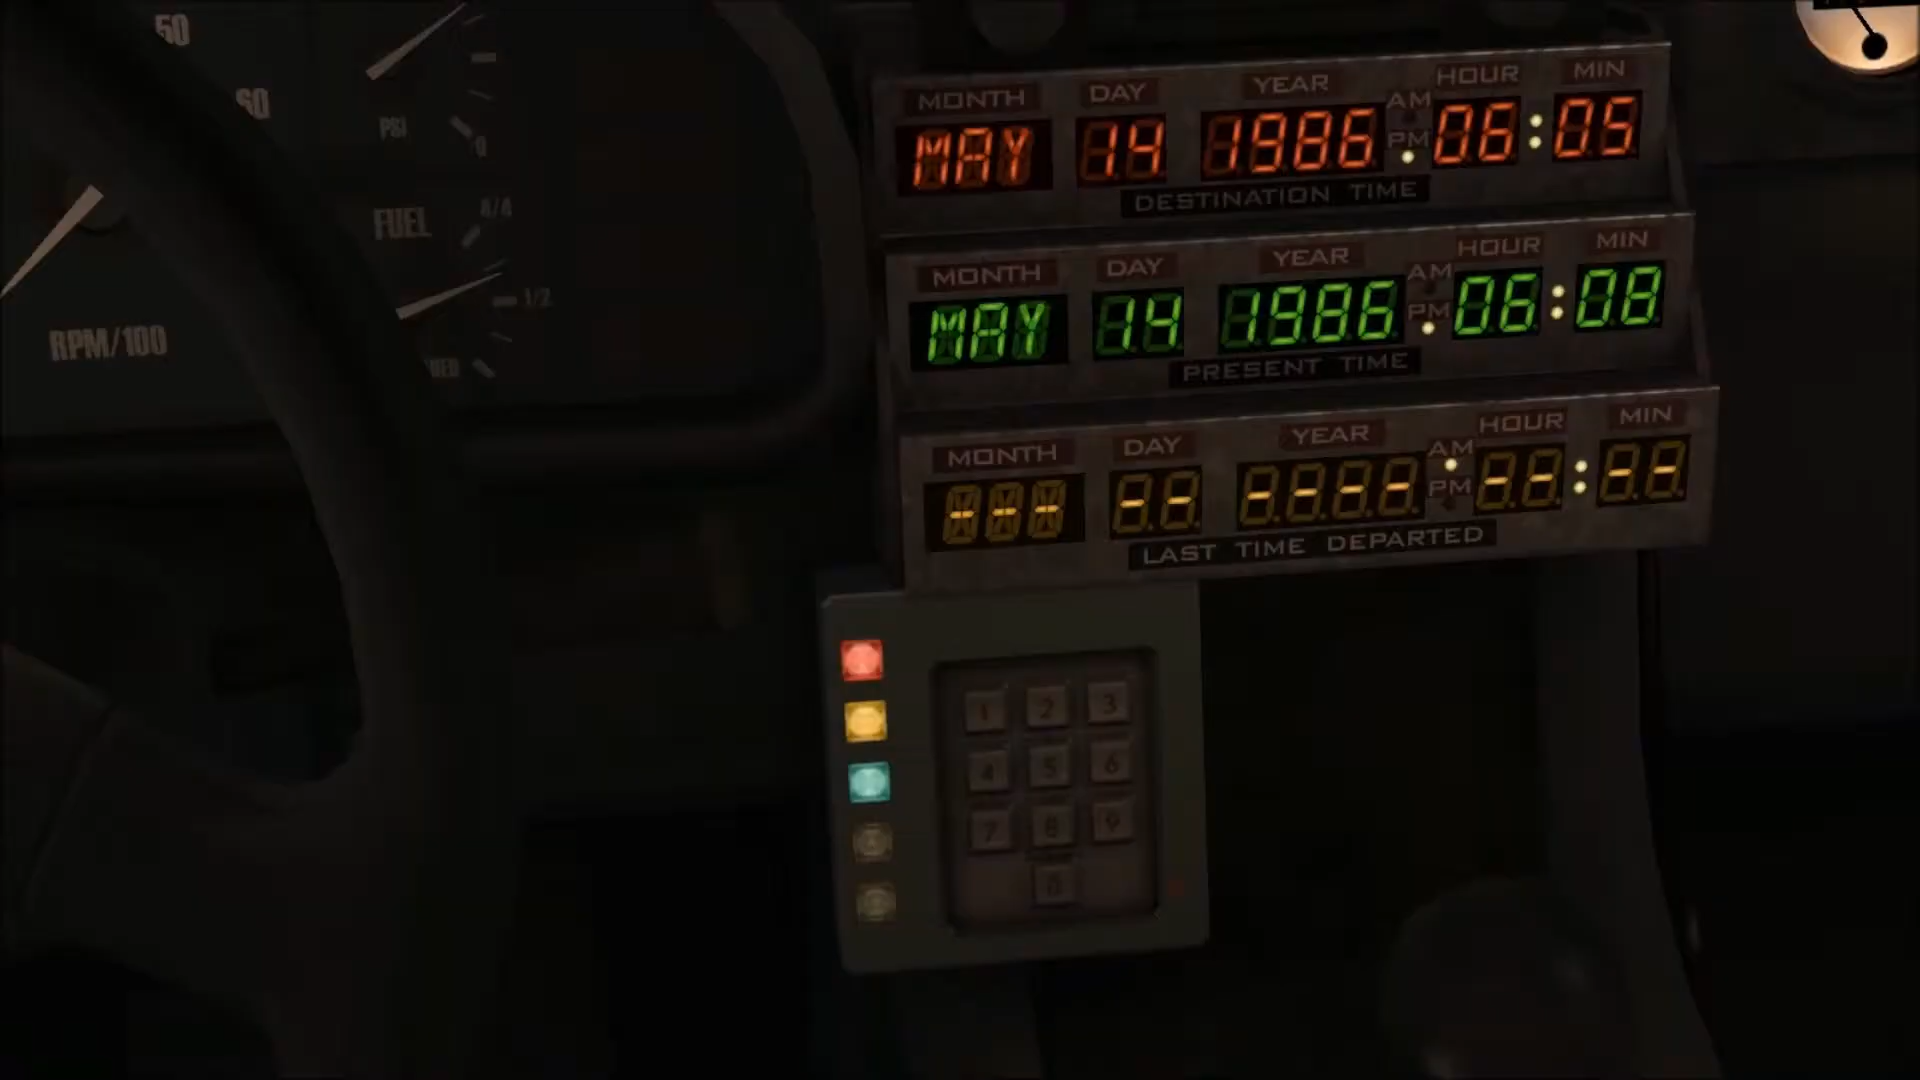 50
60
PSI
0
FUEL
4/4
1/2
RPM/100
MONTH DAY YEAR AM PM HOUR MIN
MAY 14 1986 06:05
DESTINATION TIME
MONTH DAY YEAR AM PM HOUR MIN
MAY 14 1986 06:08
PRESENT TIME
MONTH DAY YEAR AM PM HOUR MIN
--- -- ---- --:--
LAST TIME DEPARTED
1 2 3
4 5 6
7 8 9
0